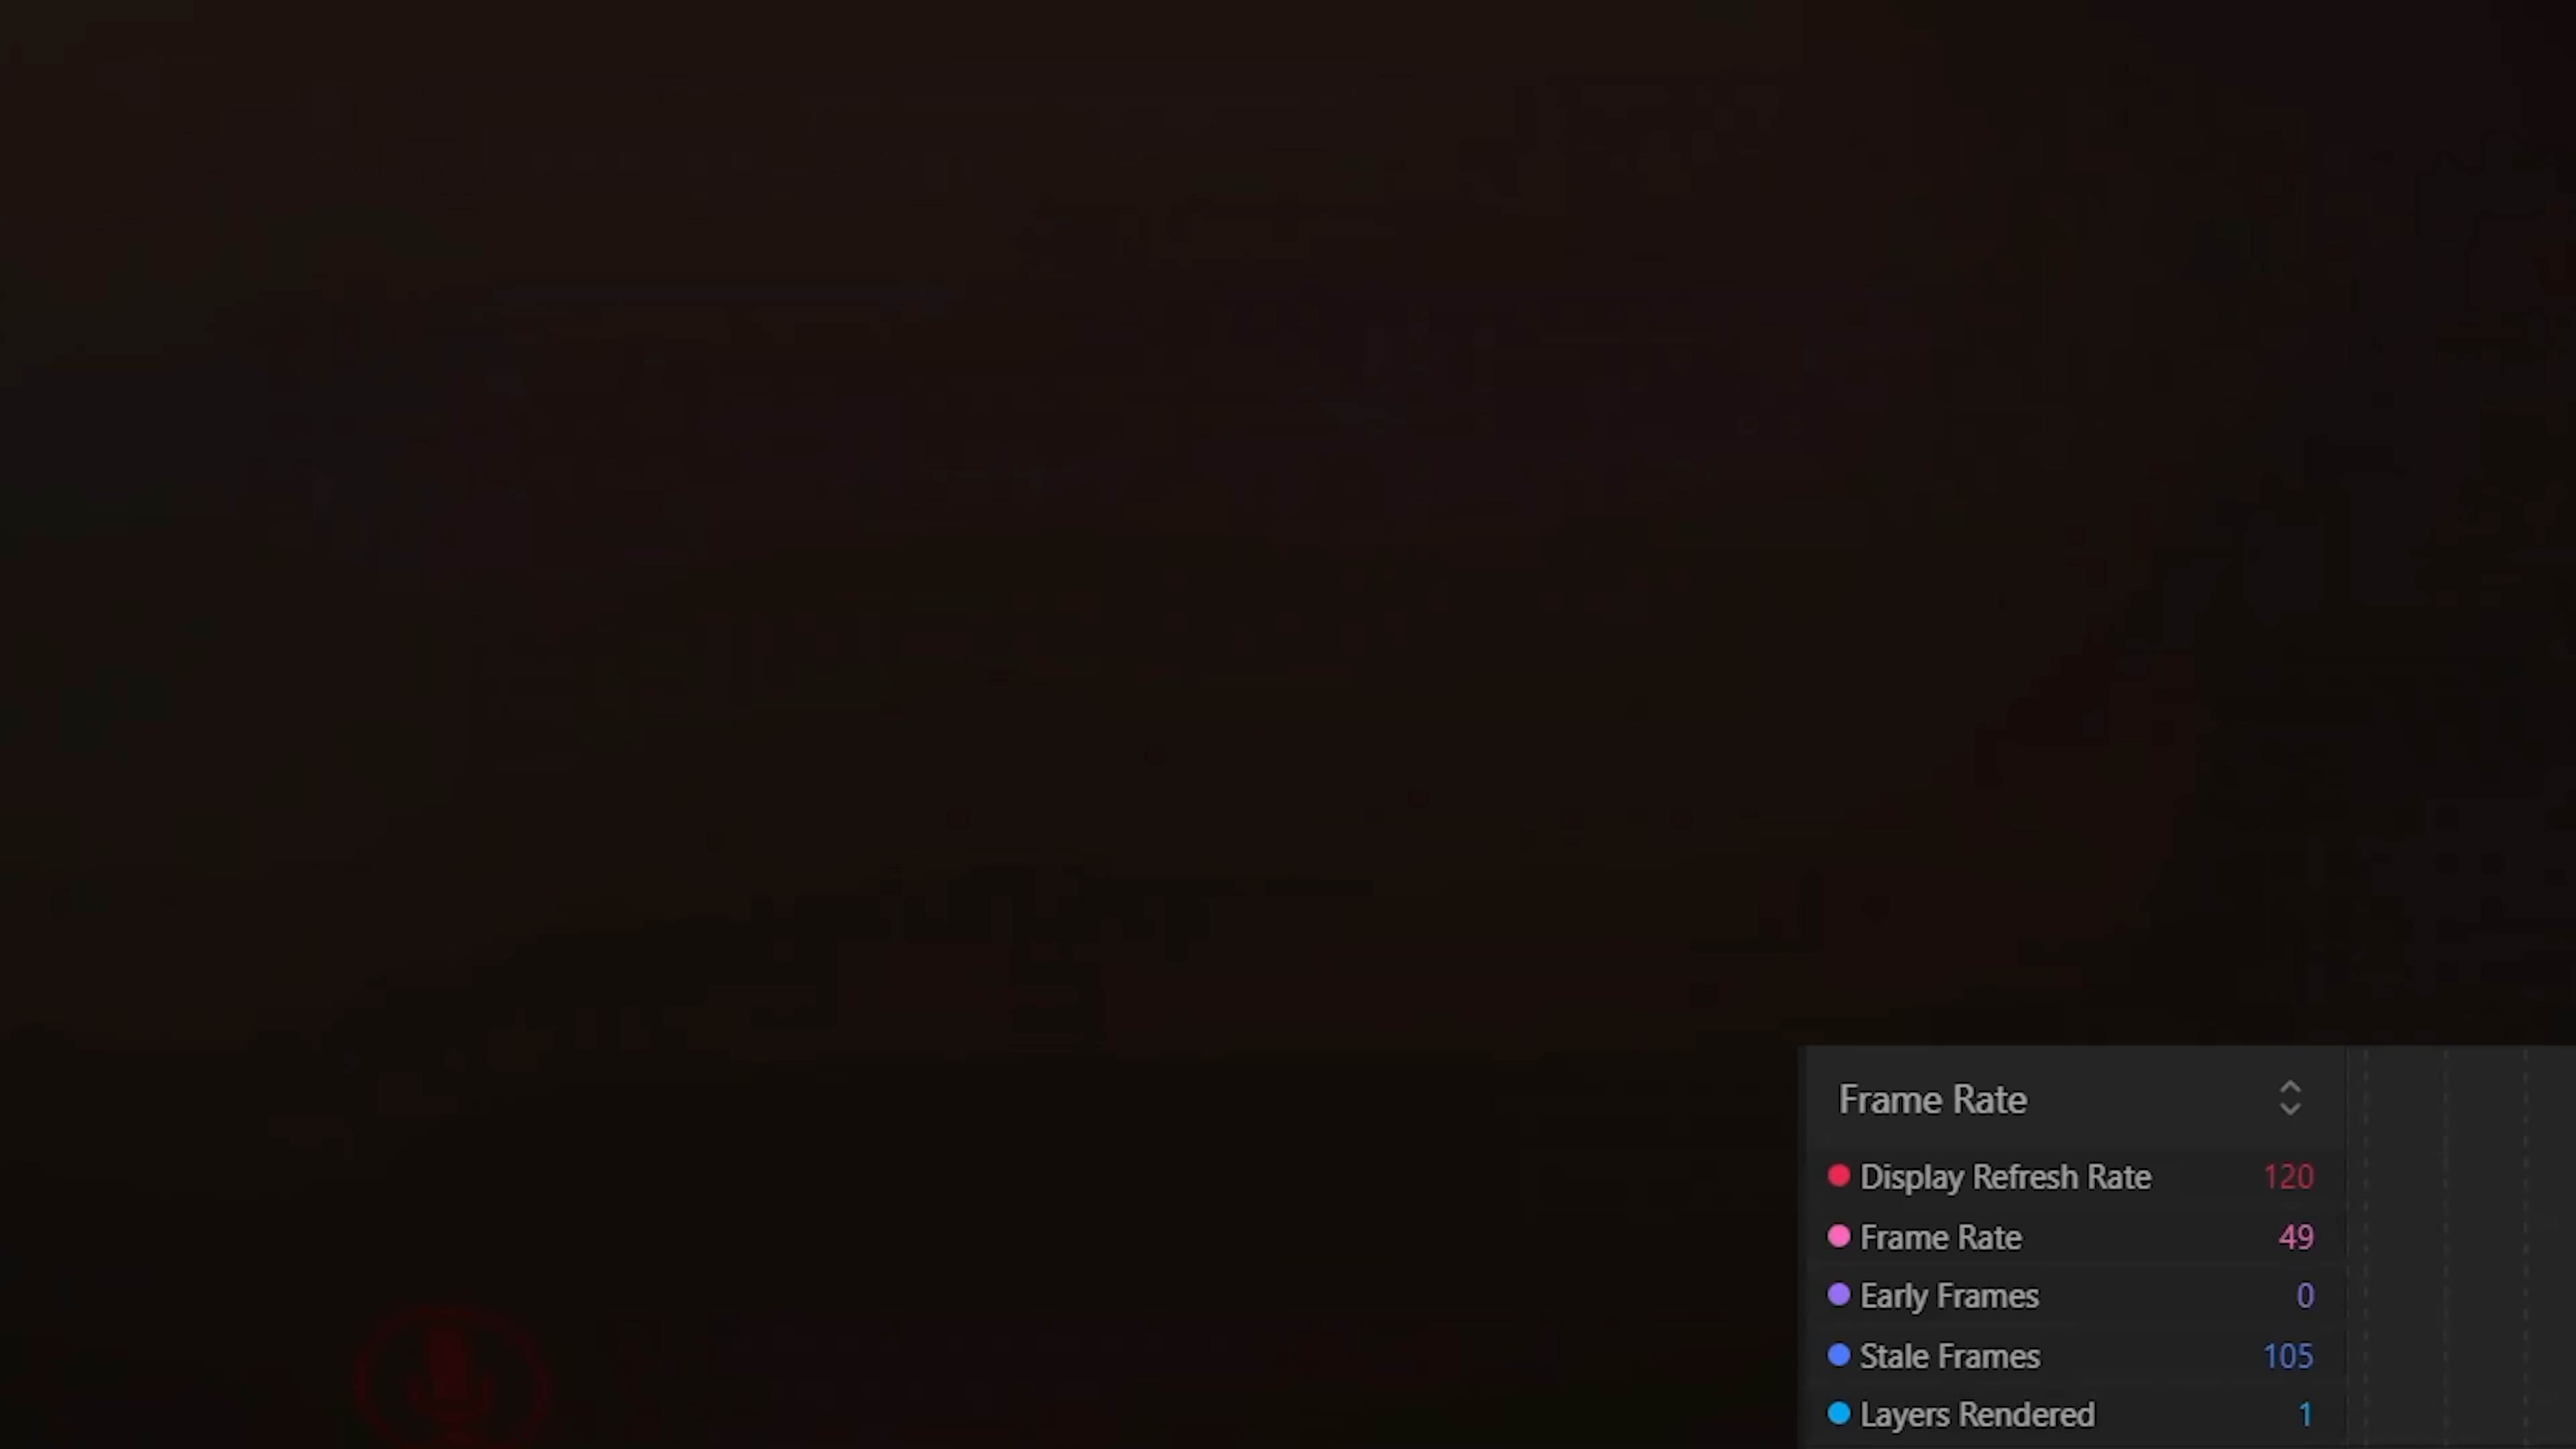 Frame Rate
Display Refresh Rate 120
Frame Rate 49
Early Frames 0
Stale Frames 105
Layers Rendered 1